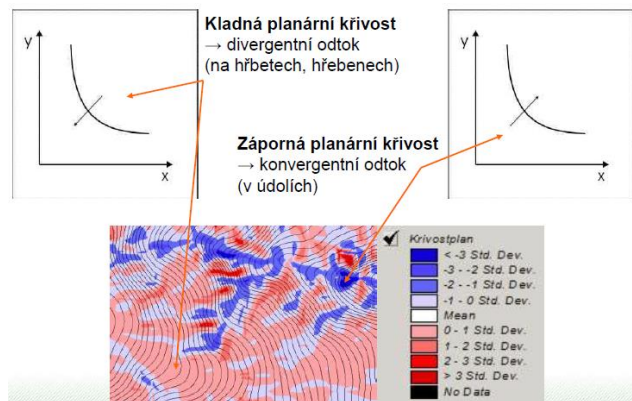 y
x
Kladná planární křivost
→ divergentní odtok
(na hřbetech, hřebenech)
Záporná planární křivost
→ konvergentní odtok
(v údolích)
y
x
Krivostplan
< -3 Std. Dev.
-3 - -2 Std. Dev.
-2 - -1 Std. Dev.
-1 - 0 Std. Dev.
Mean
0 - 1 Std. Dev.
1 - 2 Std. Dev.
2 - 3 Std. Dev.
> 3 Std. Dev.
No Data